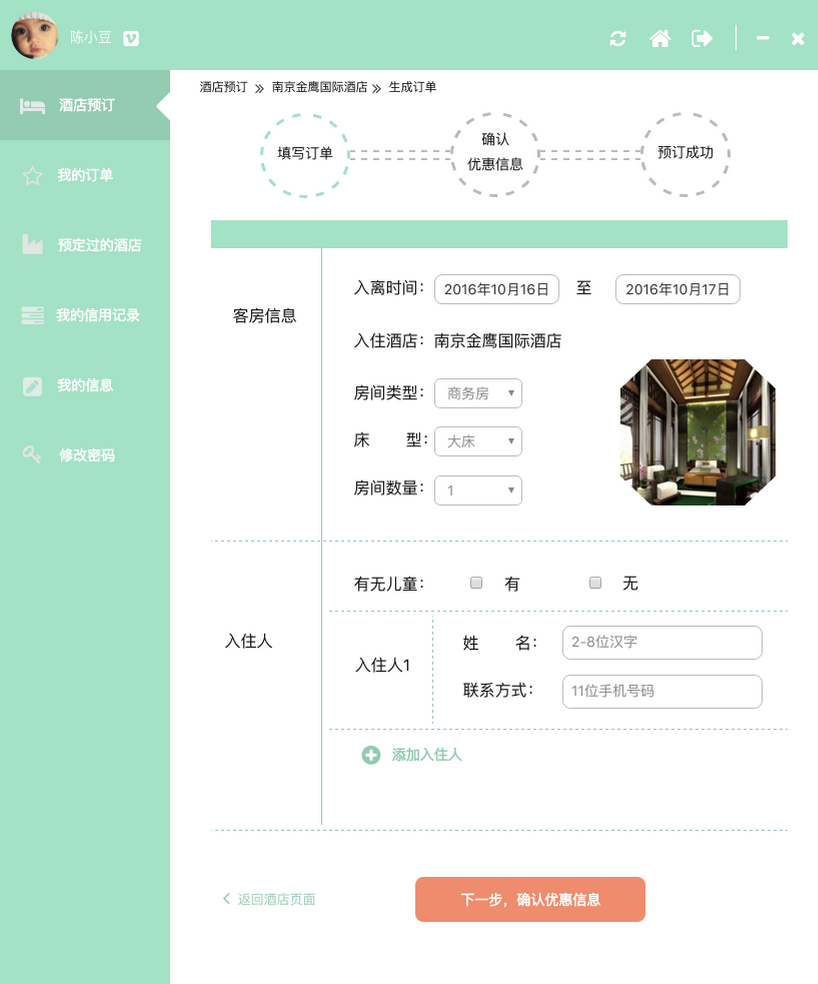 陈小豆
酒店预订
我的订单
预定过的酒店
我的信用记录
我的信息
修改密码
酒店预订 » 南京金鹰国际酒店 » 生成订单
填写订单
确认
优惠信息
预订成功
客房信息
入离时间： 2016年10月16日 至 2016年10月17日
入住酒店：南京金鹰国际酒店
房间类型： 商务房
床 型： 大床
房间数量： 1
入住人
有无儿童： 有 无
入住人1
姓 名： 2-8位汉字
联系方式： 11位手机号码
添加入住人
返回酒店页面
下一步，确认优惠信息